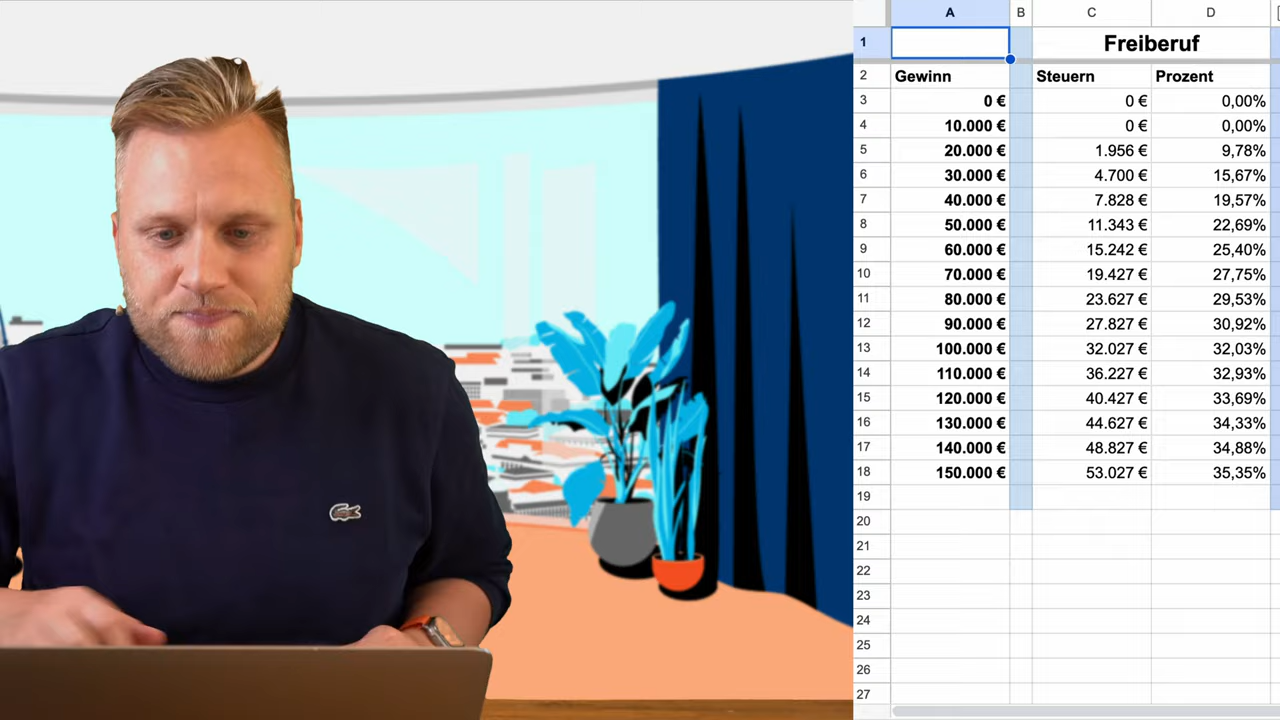 A B C D
1 Freiberuf
2 Gewinn Steuern Prozent
3 0 € 0 € 0,00%
4 10.000 € 0 € 0,00%
5 20.000 € 1.956 € 9,78%
6 30.000 € 4.700 € 15,67%
7 40.000 € 7.828 € 19,57%
8 50.000 € 11.343 € 22,69%
9 60.000 € 15.242 € 25,40%
10 70.000 € 19.427 € 27,75%
11 80.000 € 23.627 € 29,53%
12 90.000 € 27.827 € 30,92%
13 100.000 € 32.027 € 32,03%
14 110.000 € 36.227 € 32,93%
15 120.000 € 40.427 € 33,69%
16 130.000 € 44.627 € 34,33%
17 140.000 € 48.827 € 34,88%
18 150.000 € 53.027 € 35,35%
19
20
21
22
23
24
25
26
27